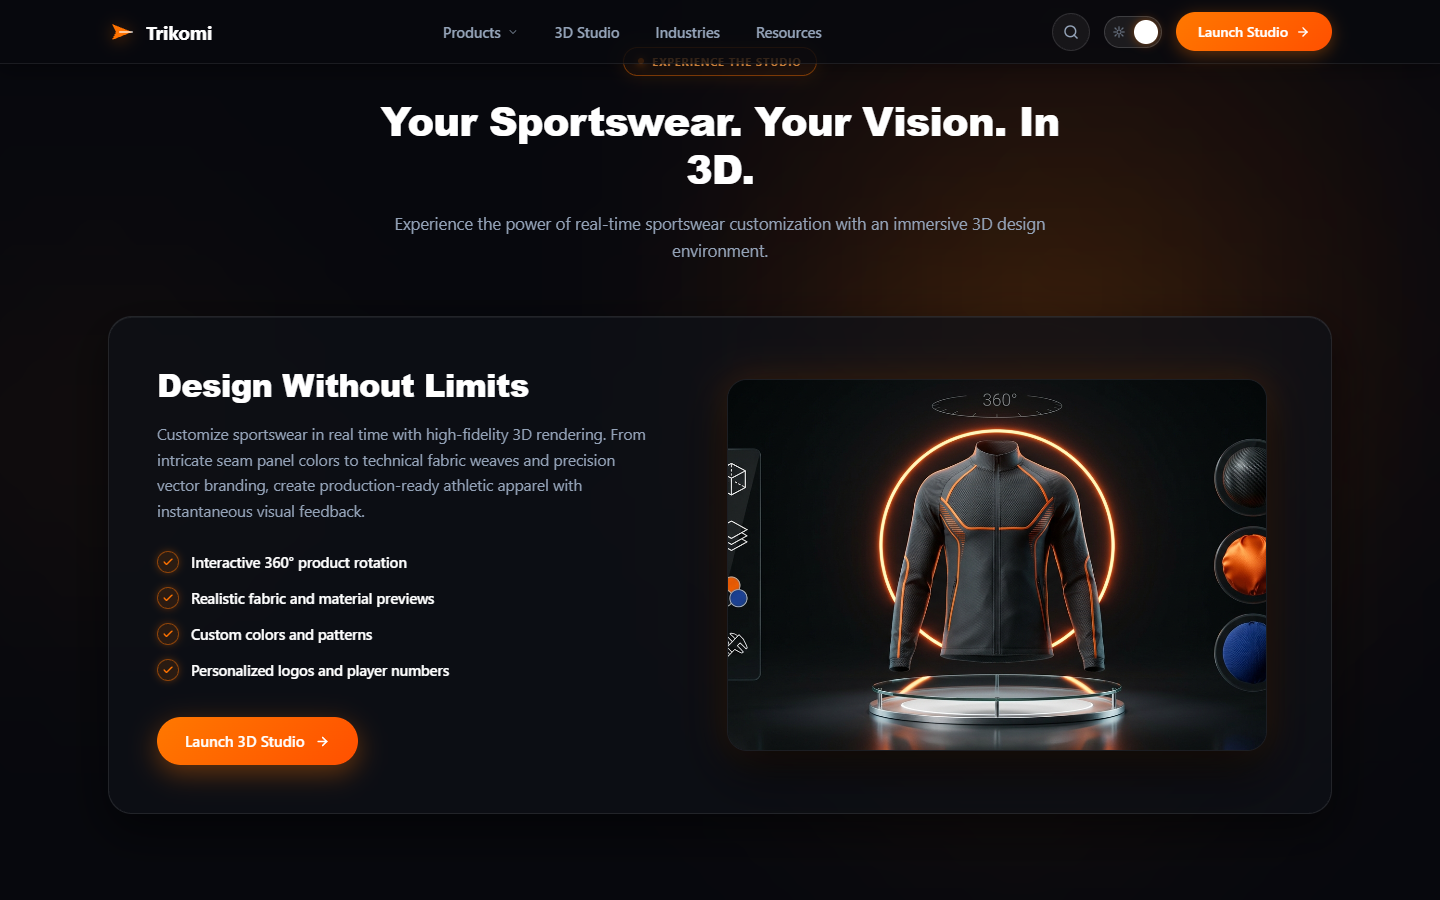 Trikomi
Products
3D Studio
Industries
Resources
Launch Studio
EXPERIENCE THE STUDIO
Your Sportswear. Your Vision. In
3D.
Experience the power of real-time sportswear customization with an immersive 3D design
environment.
Design Without Limits
Customize sportswear in real time with high-fidelity 3D rendering. From
intricate seam panel colors to technical fabric weaves and precision
vector branding, create production-ready athletic apparel with
instantaneous visual feedback.
Interactive 360° product rotation
Realistic fabric and material previews
Custom colors and patterns
Personalized logos and player numbers
Launch 3D Studio
360°